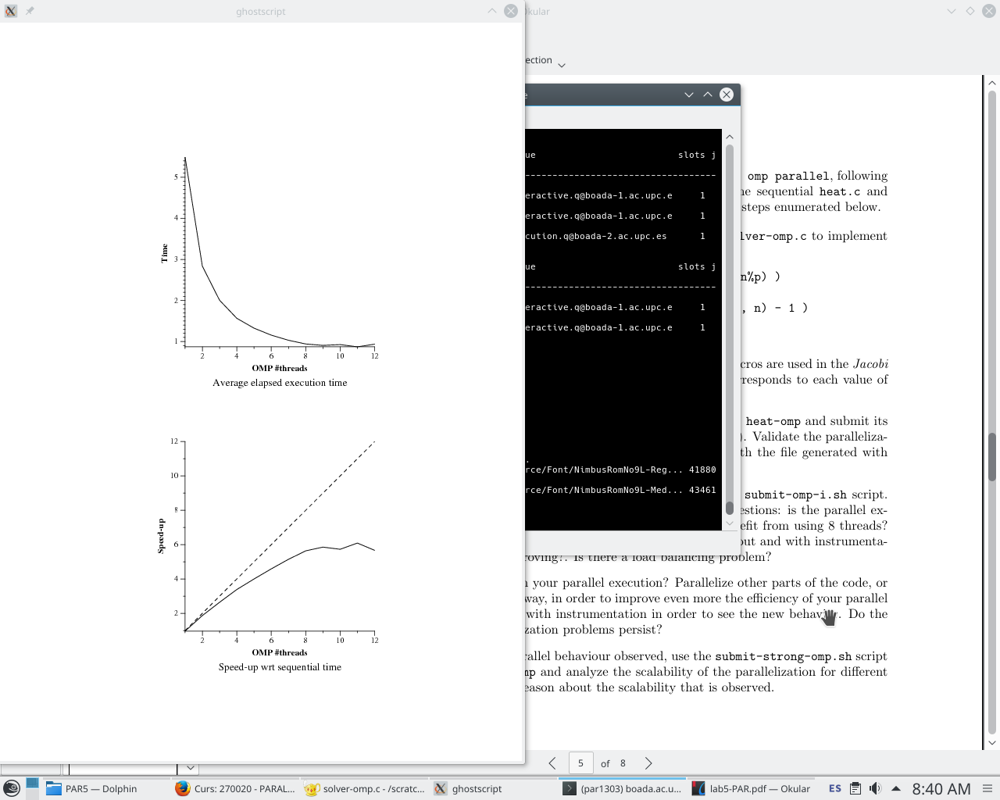 ghostscript
Okular
ection
5
4
3
2
1
Time
2
4
6
8
10
12
OMP #threads
Average elapsed execution time
12
10
8
6
4
2
Speed-up
2
4
6
8
10
12
OMP #threads
Speed-up wrt sequential time
e
ue slots j
----------------------------------
eractive.q@boada-1.ac.upc.e 1
eractive.q@boada-1.ac.upc.e 1
cution.q@boada-2.ac.upc.es 1
ue slots j
----------------------------------
eractive.q@boada-1.ac.upc.e 1
eractive.q@boada-1.ac.upc.e 1
.
rce/Font/NimbusRomNo9L-Reg... 41880
rce/Font/NimbusRomNo9L-Med... 43461
omp parallel, following
ne sequential heat.c and
steps enumerated below.
lver-omp.c to implement
n%p) )
, n) - 1 )
cros are used in the Jacobi
rresponds to each value of
heat-omp and submit its
). Validate the paralleliza-
th the file generated with
submit-omp-i.sh script.
estions: is the parallel ex-
efit from using 8 threads?
out and with instrumenta-
roving?. Is there a load balancing problem?
n your parallel execution? Parallelize other parts of the code, or
way, in order to improve even more the efficiency of your parallel
with instrumentation in order to see the new behav. Do the
zation problems persist?
rallel behaviour observed, use the submit-strong-omp.sh script
mp and analyze the scalability of the parallelization for different
eason about the scalability that is observed.
5 of 8
PAR5 — Dolphin
Curs: 270020 - PARAL...
solver-omp.c - /scratc...
ghostscript
(par1303) boada.ac.u...
lab5-PAR.pdf — Okular
ES
8:40 AM